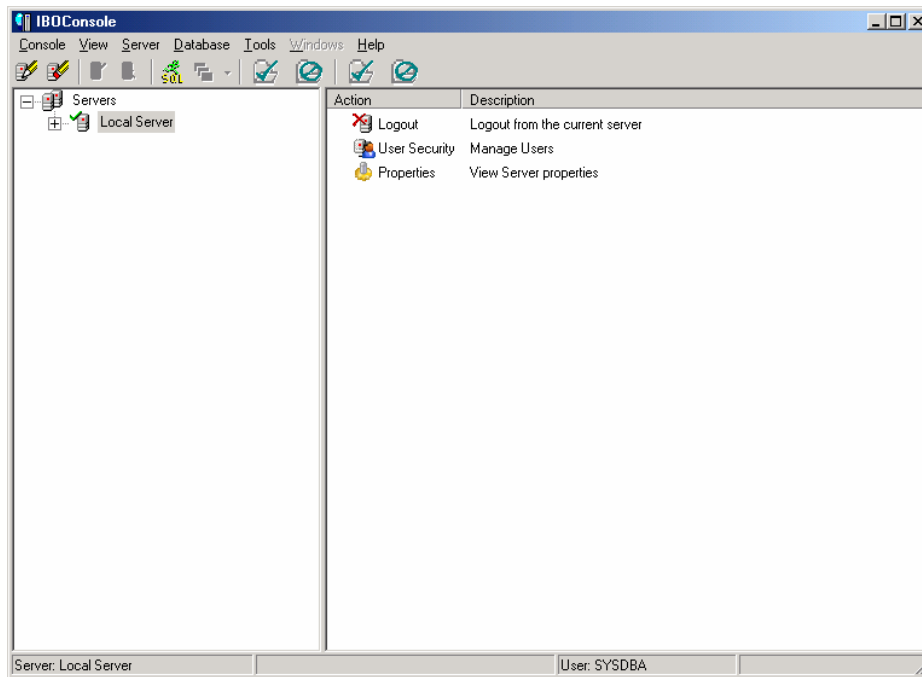 IBOConsole
Console View Server Database Tools Windows Help
SQL
Servers
Local Server
Action Description
Logout Logout from the current server
User Security Manage Users
Properties View Server properties
Server: Local Server User: SYSDBA